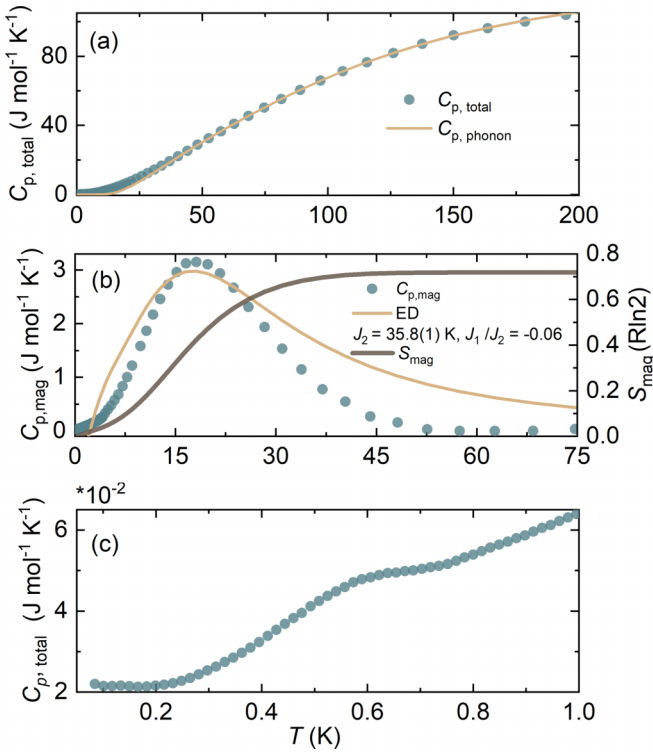 (a)
C_p, total (J mol⁻¹ K⁻¹)
80
40
0
C_p, total
C_p, phonon
0 50 100 150 200
(b)
C_p,mag (J mol⁻¹ K⁻¹)
3
2
1
0
C_p,mag
ED
J₂ = 35.8(1) K, J₁ /J₂ = -0.06
S_mag
0.8
0.6
0.4
0.2
0.0
S_mag (Rln2)
0 15 30 45 60 75
*10⁻²
(c)
C_p, total (J mol⁻¹ K⁻¹)
6
4
2
0.2 0.4 0.6 0.8 1.0
T (K)